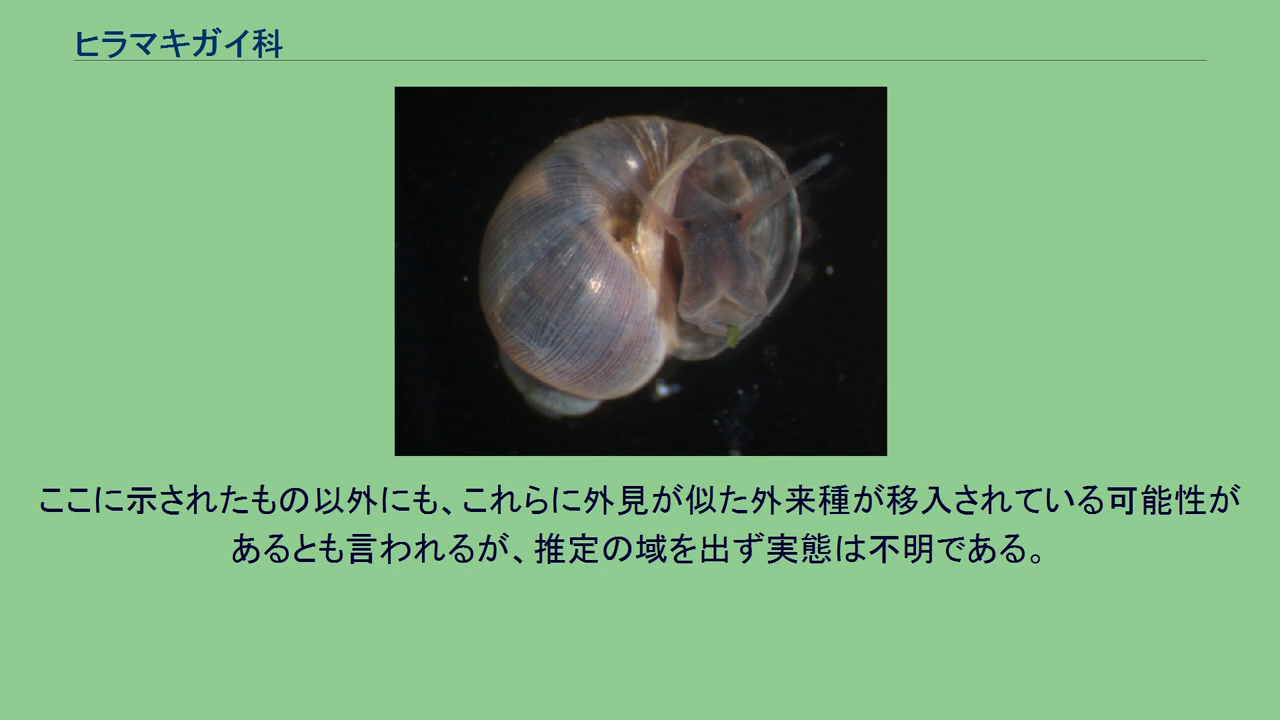 ヒラマキガイ科
ここに示されたもの以外にも、これらに外見が似た外来種が移入されている可能性が
あるとも言われるが、推定の域を出ず実態は不明である。